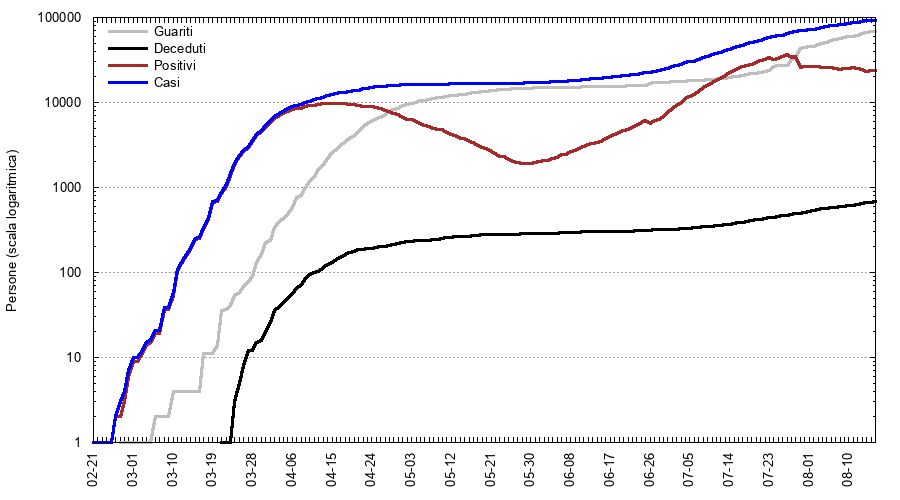 Guariti
Deceduti
Positivi
Casi
Persone (scala logaritmica)
100000
10000
1000
100
10
1
02-21 03-01 03-10 03-19 03-28 04-06 04-15 04-24 05-03 05-12 05-21 05-30 06-08 06-17 06-26 07-05 07-14 07-23 08-01 08-10